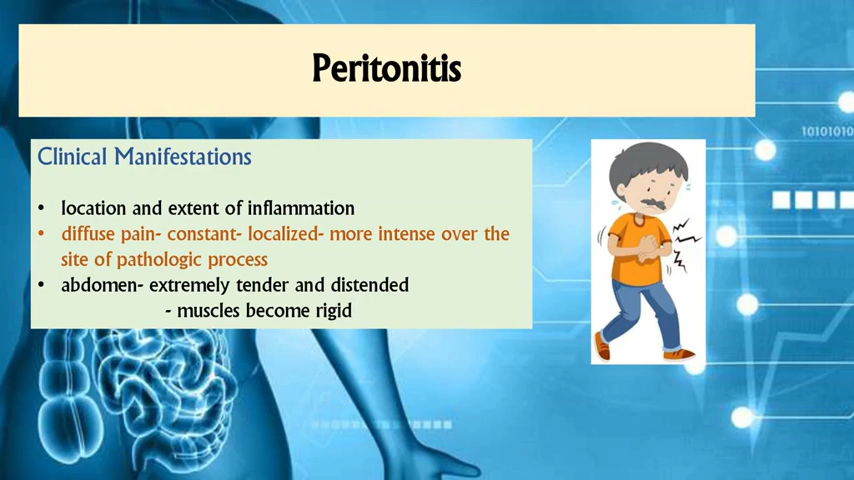 Peritonitis
Clinical Manifestations
• location and extent of inflammation
• diffuse pain- constant- localized- more intense over the
site of pathologic process
• abdomen- extremely tender and distended
- muscles become rigid
10101010